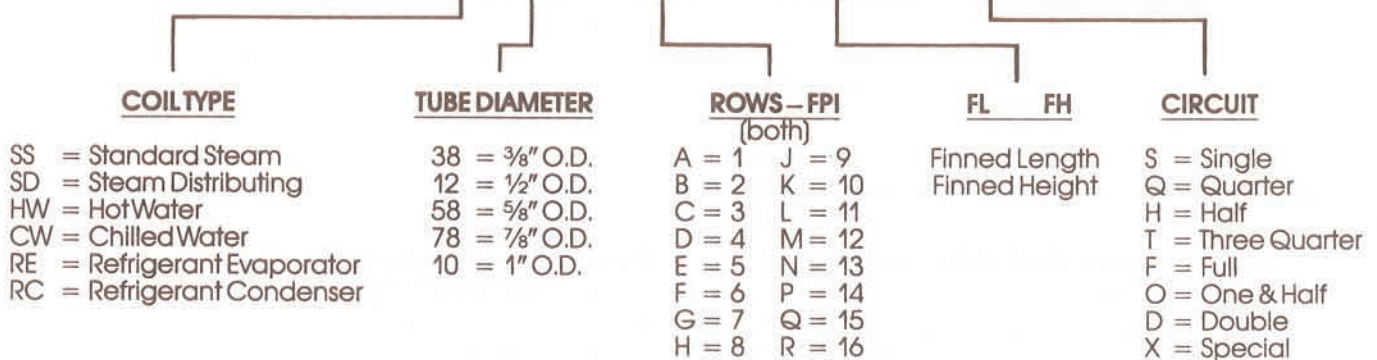 COIL TYPE
SS = Standard Steam
SD = Steam Distributing
HW = Hot Water
CW = Chilled Water
RE = Refrigerant Evaporator
RC = Refrigerant Condenser
TUBE DIAMETER
38 = 3/8" O.D.
12 = 1/2" O.D.
58 = 5/8" O.D.
78 = 7/8" O.D.
10 = 1" O.D.
ROWS – FPI
(both)
A = 1 J = 9
B = 2 K = 10
C = 3 L = 11
D = 4 M = 12
E = 5 N = 13
F = 6 P = 14
G = 7 Q = 15
H = 8 R = 16
FL FH
Finned Length
Finned Height
CIRCUIT
S = Single
Q = Quarter
H = Half
T = Three Quarter
F = Full
O = One & Half
D = Double
X = Special